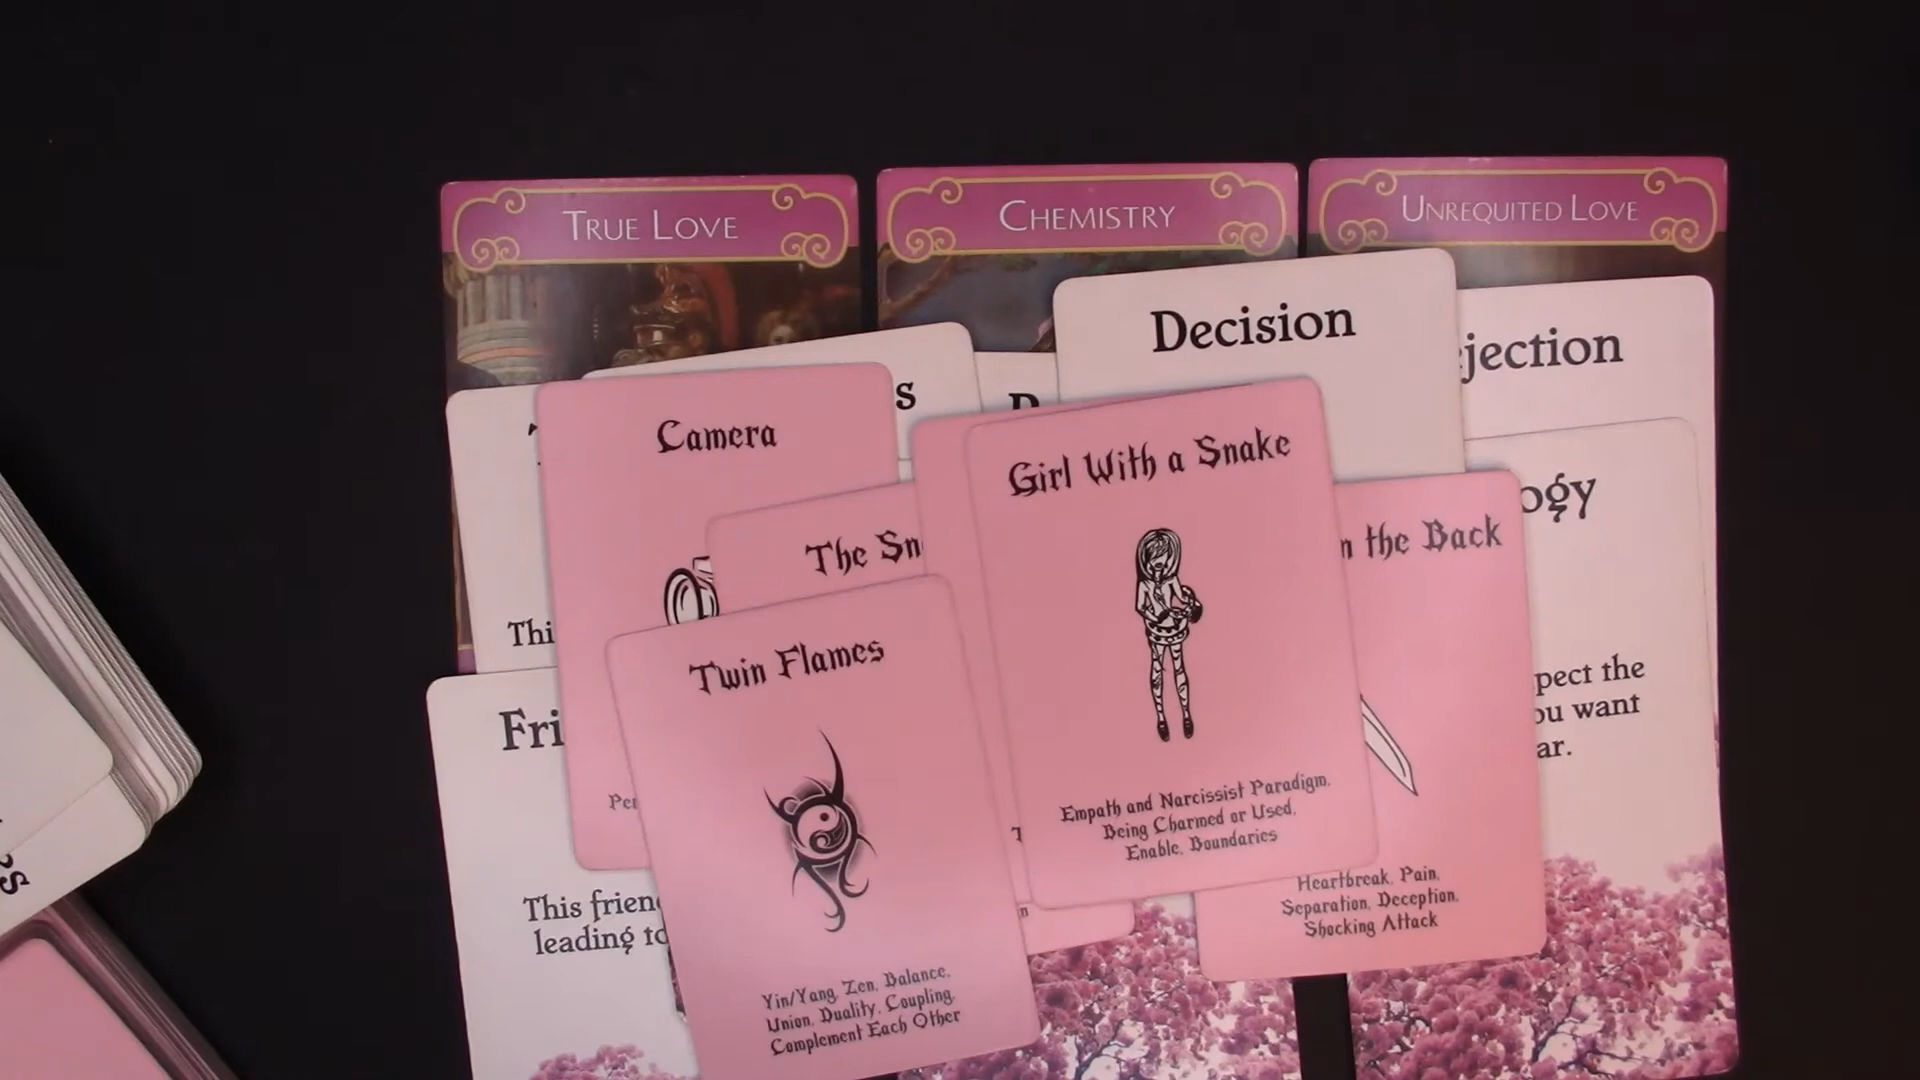 TRUE LOVE
CHEMISTRY
UNREQUITED LOVE
Decision
jection
s
Camera
Girl With a Snake
ogy
The Sn
n the Back
Thi
Twin Flames
pect the
ou want
ar.
Fri
Per
Empath and Narcissist Paradigm,
Being Charmed or Used,
Enable, Boundaries
Heartbreak, Pain,
Separation, Deception,
Shocking Attack
This frien
leading to
Yin/Yang, Zen, Balance,
Union, Duality, Coupling,
Complement Each Other